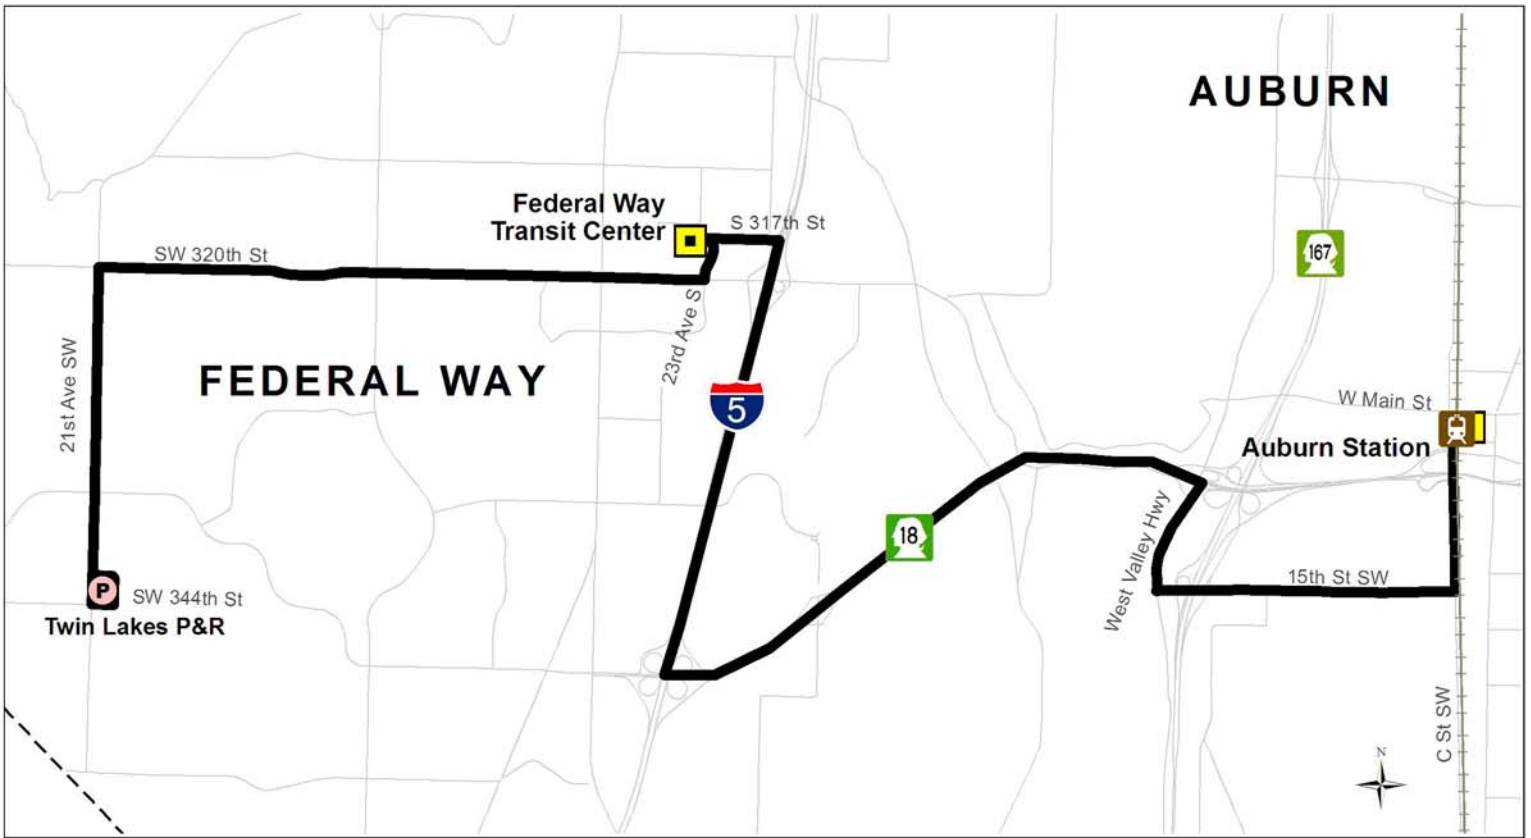 AUBURN
Federal Way
Transit Center
S 317th St
SW 320th St
167
23rd Ave S
21st Ave SW
FEDERAL WAY
5
W Main St
Auburn Station
18
West Valley Hwy
15th St SW
P
SW 344th St
Twin Lakes P&R
C St SW
N